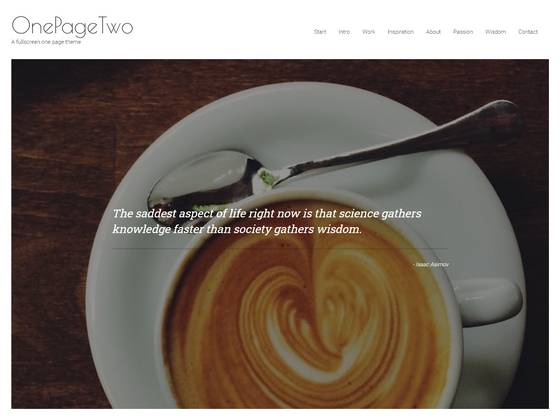 OnePageTwo
A fullscreen one page theme
Start Intro Work Inspiration About Passion Wisdom Contact
The saddest aspect of life right now is that science gathers
knowledge faster than society gathers wisdom.
- Isaac Asimov